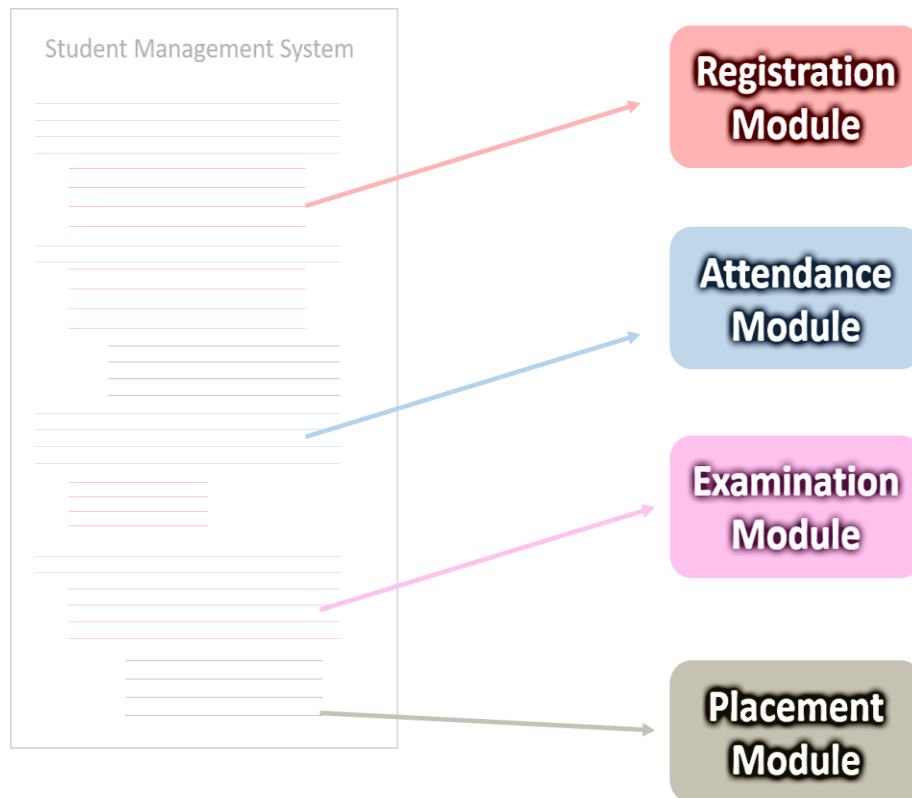 Student Management System
Registration
Module
Attendance
Module
Examination
Module
Placement
Module